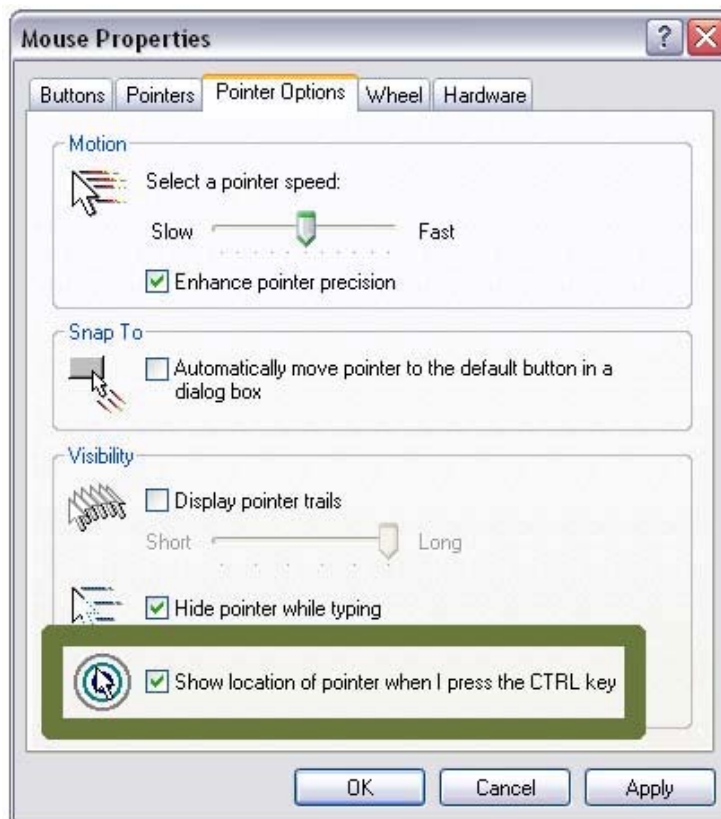 Mouse Properties
?
Buttons Pointers Pointer Options Wheel Hardware
Motion
Select a pointer speed:
Slow Fast
Enhance pointer precision
Snap To
Automatically move pointer to the default button in a
dialog box
Visibility
Display pointer trails
Short Long
Hide pointer while typing
Show location of pointer when I press the CTRL key
OK Cancel Apply